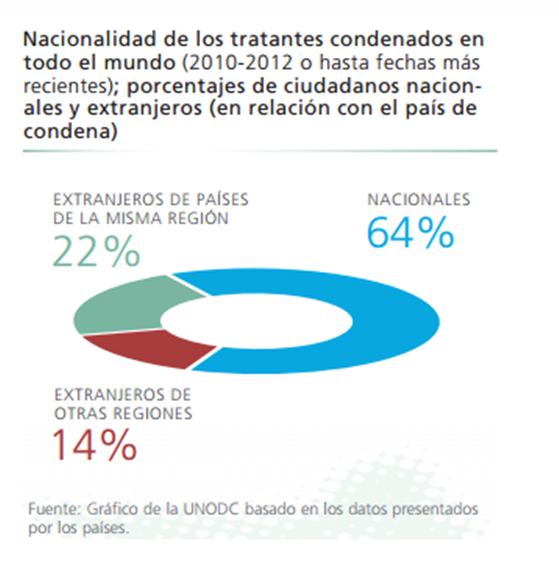 Nacionalidad de los tratantes condenados en
todo el mundo (2010-2012 o hasta fechas más
recientes); porcentajes de ciudadanos nacion-
ales y extranjeros (en relación con el país de
condena)
EXTRANJEROS DE PAÍSES
DE LA MISMA REGIÓN
22%
NACIONALES
64%
EXTRANJEROS DE
OTRAS REGIONES
14%
Fuente: Gráfico de la UNODC basado en los datos presentados
por los países.